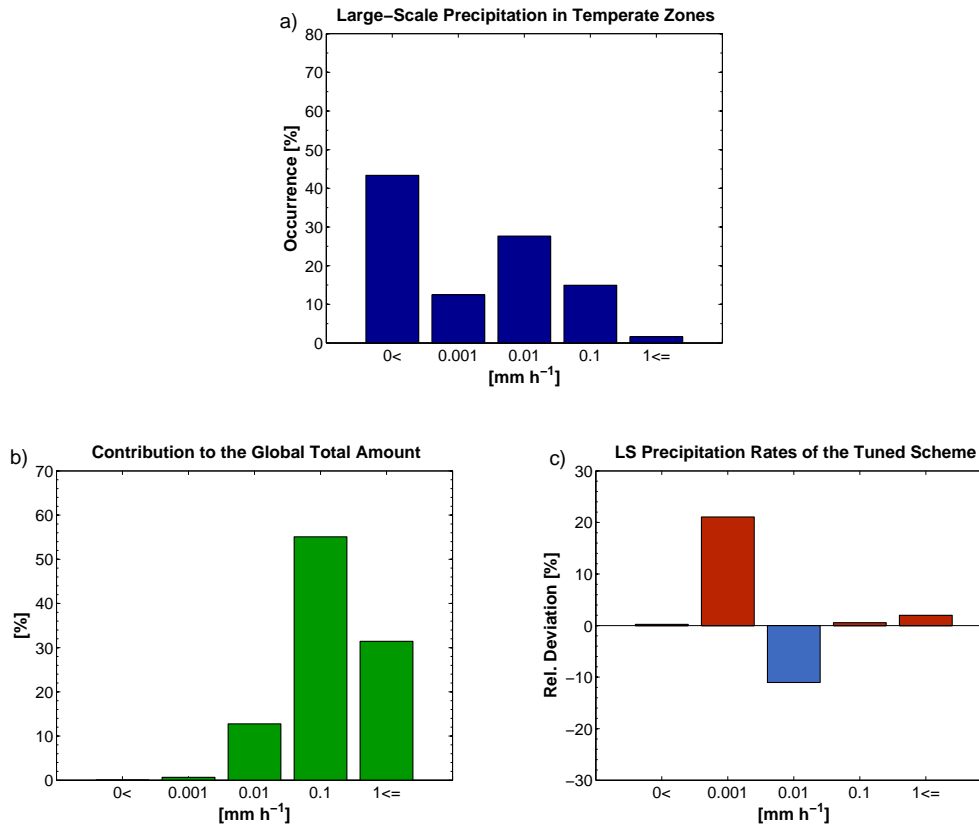 a)
Large−Scale Precipitation in Temperate Zones
80
70
60
50
40
30
20
10
0
Occurrence [%]
0< 0.001 0.01 0.1 1<=
[mm h−1]
b)
Contribution to the Global Total Amount
70
60
50
40
30
20
10
0
[%]
0< 0.001 0.01 0.1 1<=
[mm h−1]
c)
LS Precipitation Rates of the Tuned Scheme
30
20
10
0
−10
−20
−30
Rel. Deviation [%]
0< 0.001 0.01 0.1 1<=
[mm h−1]